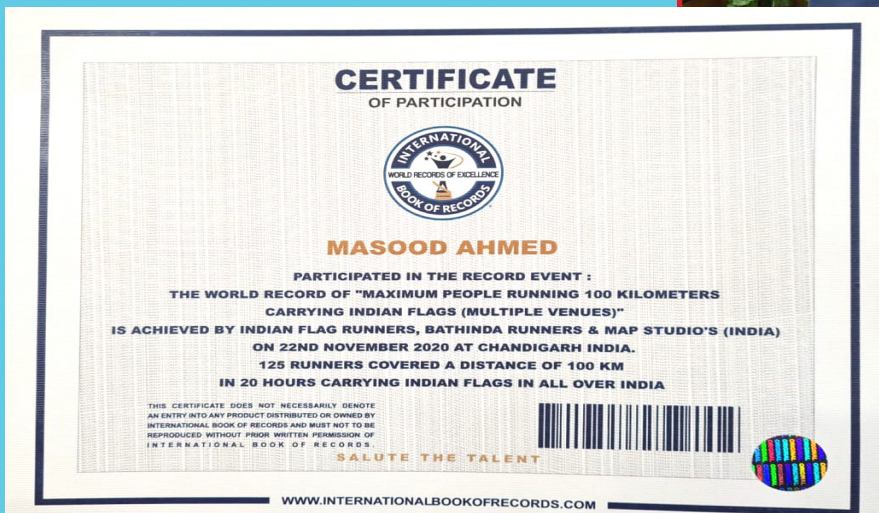 CERTIFICATE
OF PARTICIPATION
INTERNATIONAL
WORLD RECORDS OF EXCELLENCE
BOOK OF RECORDS
MASOOD AHMED
PARTICIPATED IN THE RECORD EVENT :
THE WORLD RECORD OF "MAXIMUM PEOPLE RUNNING 100 KILOMETERS
CARRYING INDIAN FLAGS (MULTIPLE VENUES)"
IS ACHIEVED BY INDIAN FLAG RUNNERS, BATHINDA RUNNERS & MAP STUDIO'S (INDIA)
ON 22ND NOVEMBER 2020 AT CHANDIGARH INDIA.
125 RUNNERS COVERED A DISTANCE OF 100 KM
IN 20 HOURS CARRYING INDIAN FLAGS IN ALL OVER INDIA
THIS CERTIFICATE DOES NOT NECESSARILY DENOTE
AN ENTRY INTO ANY PRODUCT DISTRIBUTED OR OWNED BY
INTERNATIONAL BOOK OF RECORDS AND MUST NOT TO BE
REPRODUCED WITHOUT PRIOR WRITTEN PERMISSION OF
INTERNATIONAL BOOK OF RECORDS.
SALUTE THE TALENT
WWW.INTERNATIONALBOOKOFRECORDS.COM